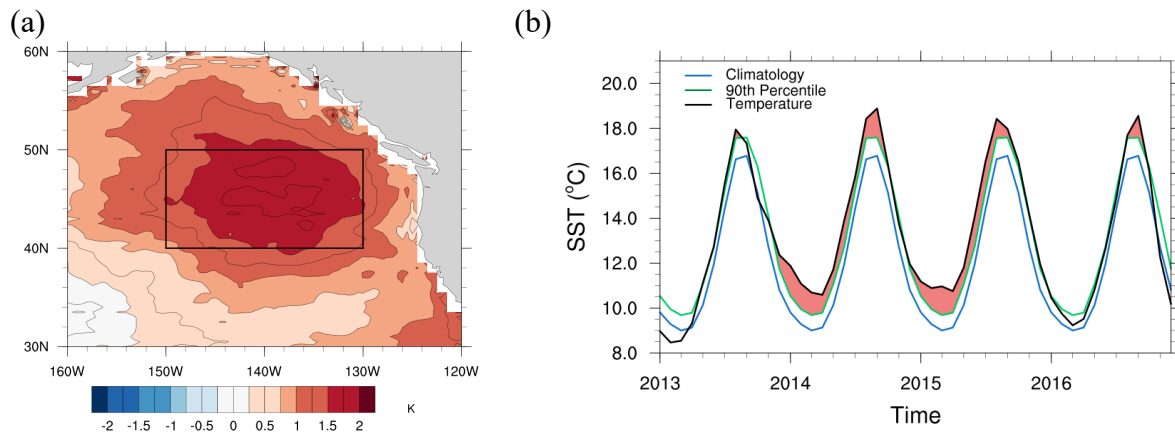 (a)
60N
50N
40N
30N
160W 150W 140W 130W 120W
-2 -1.5 -1 -0.5 0 0.5 1 1.5 2 K
(b)
Climatology
90th Percentile
Temperature
20.0
18.0
16.0
14.0
12.0
10.0
8.0
SST (°C)
2013 2014 2015 2016
Time